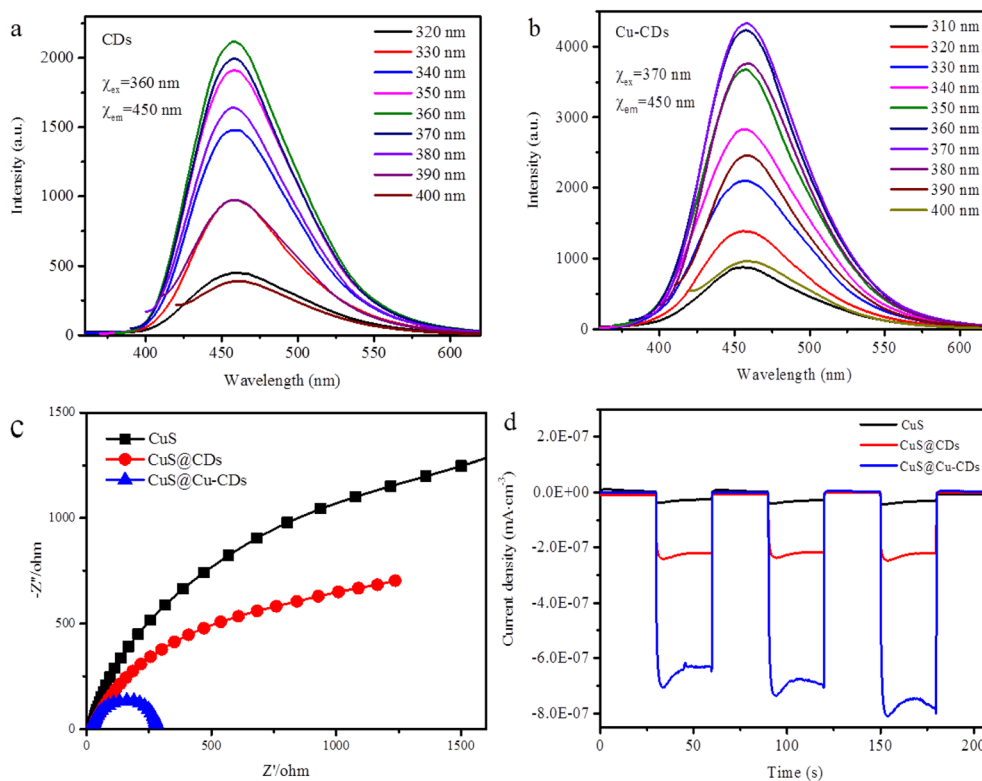 a
CDs
χex=360 nm
χem=450 nm
320 nm
330 nm
340 nm
350 nm
360 nm
370 nm
380 nm
390 nm
400 nm
2000
1750
1500
1250
1000
750
500
250
0
Intensity (a.u.)
400
450
500
550
600
Wavelength (nm)
b
Cu-CDs
χex=370 nm
χem=450 nm
310 nm
320 nm
330 nm
340 nm
350 nm
360 nm
370 nm
380 nm
390 nm
400 nm
4000
3000
2000
1000
0
Intensity (a.u.)
400
450
500
550
600
Wavelength (nm)
c
CuS
CuS@CDs
CuS@Cu-CDs
1500
1000
500
0
-Z''/ohm
0
500
1000
1500
Z'/ohm
d
CuS
CuS@CDs
CuS@Cu-CDs
2.0E-07
0.0E+00
-2.0E-07
-4.0E-07
-6.0E-07
-8.0E-07
Current density (mA·cm-3)
0
50
100
150
200
Time (s)